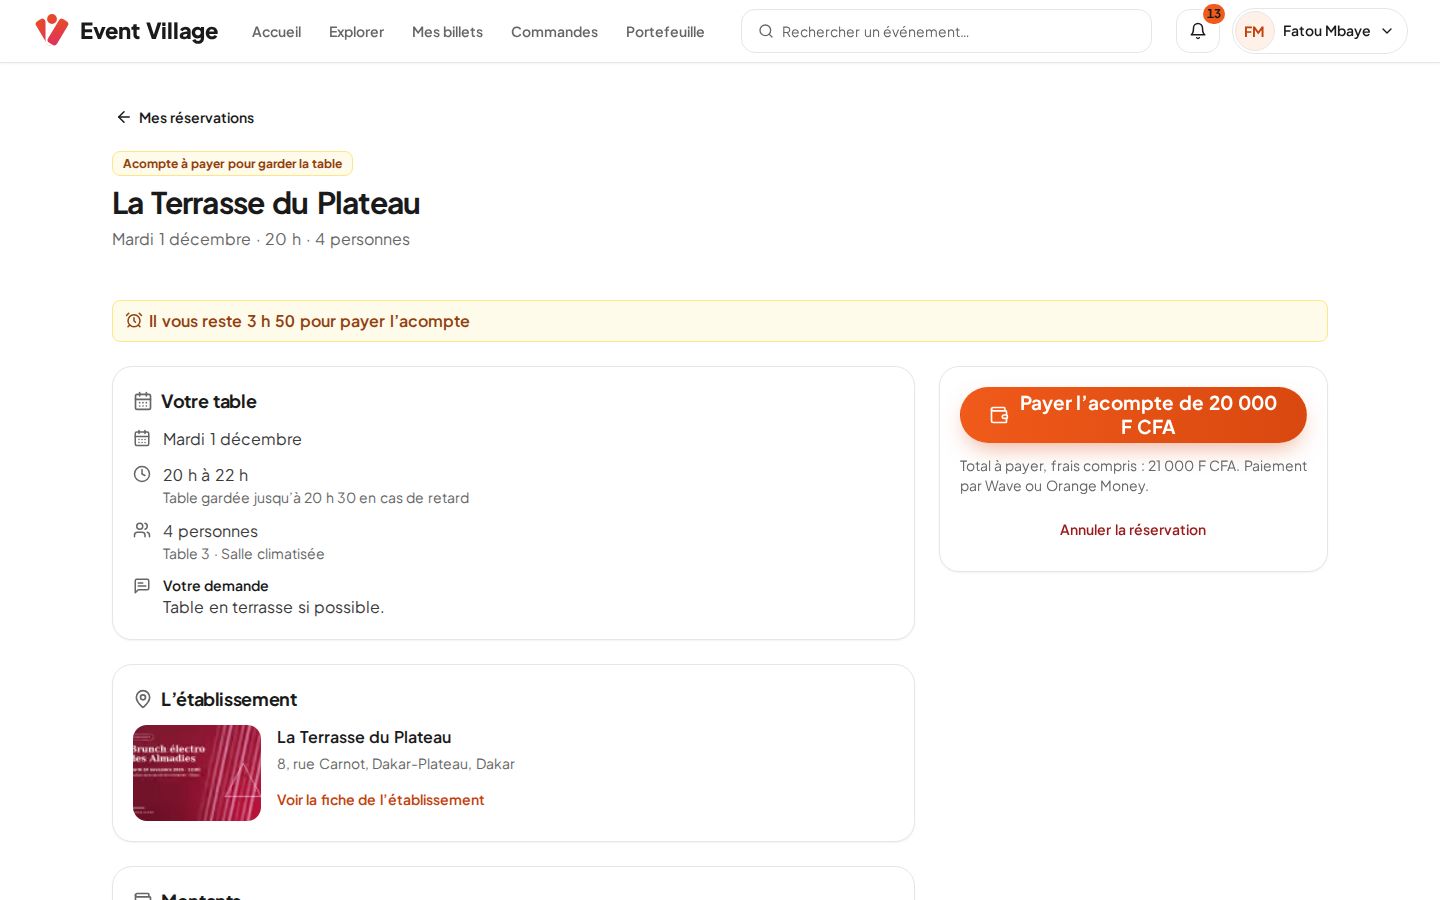 Event Village
Accueil
Explorer
Mes billets
Commandes
Portefeuille
Rechercher un événement…
13
FM
Fatou Mbaye
Mes réservations
Acompte à payer pour garder la table
La Terrasse du Plateau
Mardi 1 décembre · 20 h · 4 personnes
Il vous reste 3 h 50 pour payer l’acompte
Votre table
Mardi 1 décembre
20 h à 22 h
Table gardée jusqu’à 20 h 30 en cas de retard
4 personnes
Table 3 · Salle climatisée
Votre demande
Table en terrasse si possible.
Payer l’acompte de 20 000
F CFA
Total à payer, frais compris : 21 000 F CFA. Paiement
par Wave ou Orange Money.
Annuler la réservation
L’établissement
Brunch électro
des Almadies
La Terrasse du Plateau
8, rue Carnot, Dakar-Plateau, Dakar
Voir la fiche de l’établissement
Montants